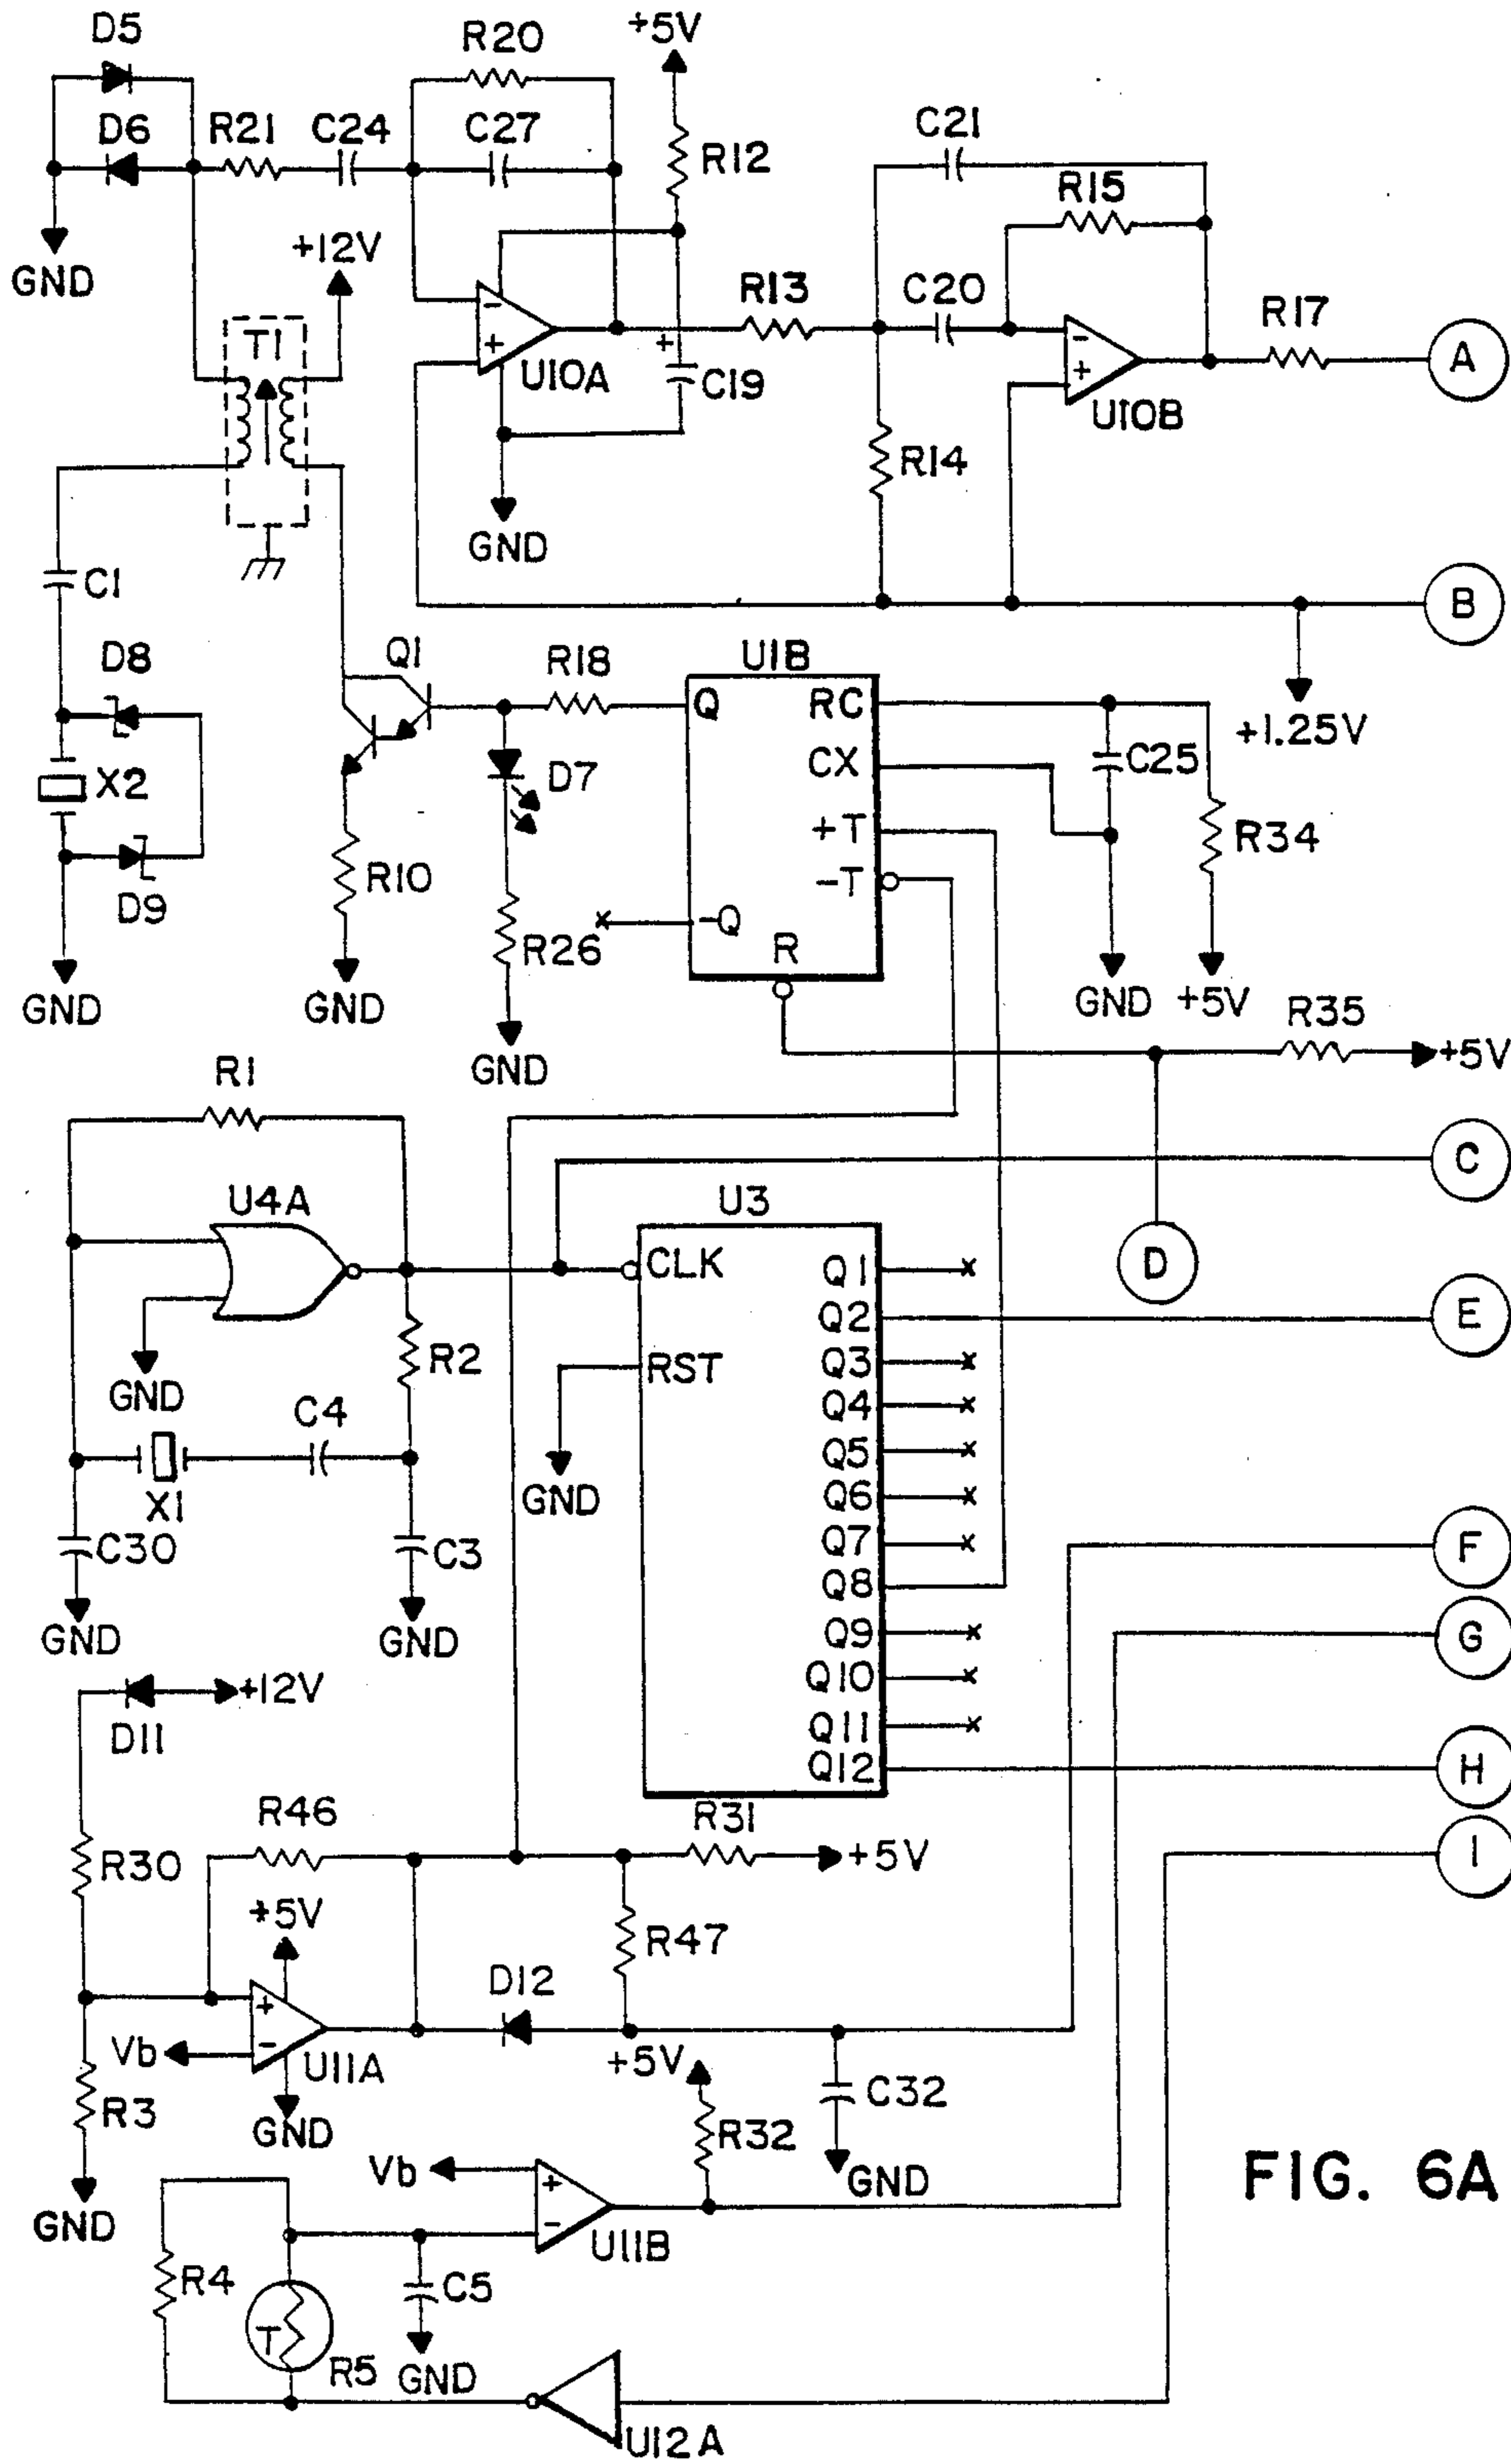 D5
R20
+5V
D6
R21
C24
C27
R12
C21
R15
GND
+12V
T1
-
+
U10A
+
C19
R13
C20
-
+
U10B
R17
A
R14
GND
C1
B
D8
Q1
R18
U1B
Q
RC
CX
+T
-T
-Q
R
+1.25V
C25
X2
D7
R34
R10
D9
R26
GND
GND
GND
GND
+5V
R35
+5V
R1
C
U4A
U3
CLK
RST
Q1
Q2
Q3
Q4
Q5
Q6
Q7
Q8
Q9
Q10
Q11
Q12
D
E
R2
GND
C4
X1
GND
C30
C3
F
GND
GND
G
+12V
D11
H
R46
R31
+5V
I
R30
+5V
R47
D12
+
-
Vb
U11A
+5V
C32
R3
GND
R32
Vb
+
-
GND
FIG. 6A
GND
U11B
R4
C5
T
R5
GND
U12A